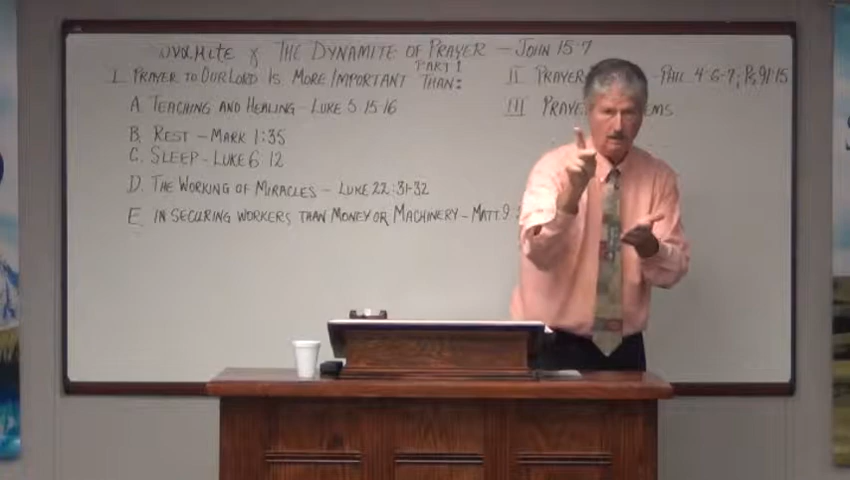 THE DYNAMITE OF PRAYER - JOHN 15:7
PART 1
I. PRAYER TO OUR LORD IS MORE IMPORTANT THAN:
A. TEACHING AND HEALING - LUKE 5 15-16
B. REST - MARK 1:35
C. SLEEP - LUKE 6 12
D. THE WORKING OF MIRACLES - LUKE 22:31-32
E IN SECURING WORKERS THAN MONEY OR MACHINERY - MATT 9
II PRAYER - PHIL 4-6-7; Ps 91-15
III